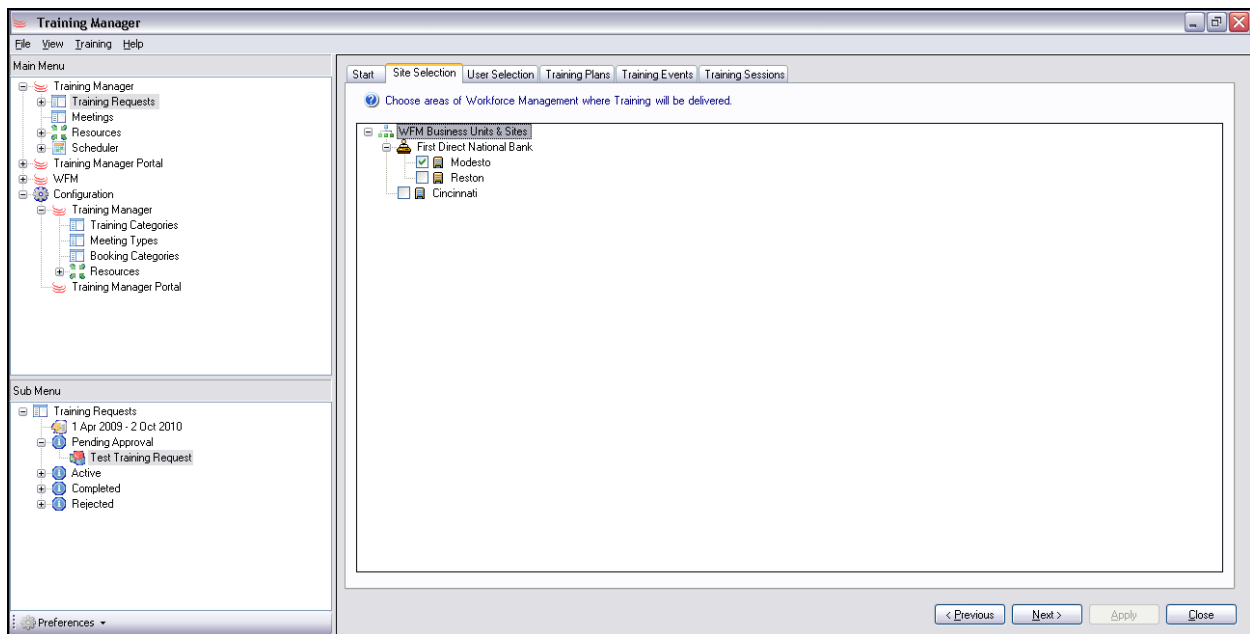 Training Manager
File View Training Help
Main Menu
Training Manager
Training Requests
Meetings
Resources
Scheduler
Training Manager Portal
WFM
Configuration
Training Manager
Training Categories
Meeting Types
Booking Categories
Resources
Training Manager Portal
Sub Menu
Training Requests
1 Apr 2009 - 2 Oct 2010
Pending Approval
Test Training Request
Active
Completed
Rejected
Preferences
Start Site Selection User Selection Training Plans Training Events Training Sessions
Choose areas of Workforce Management where Training will be delivered.
WFM Business Units & Sites
First Direct National Bank
Modesto
Reston
Cincinnati
< Previous Next > Apply Close